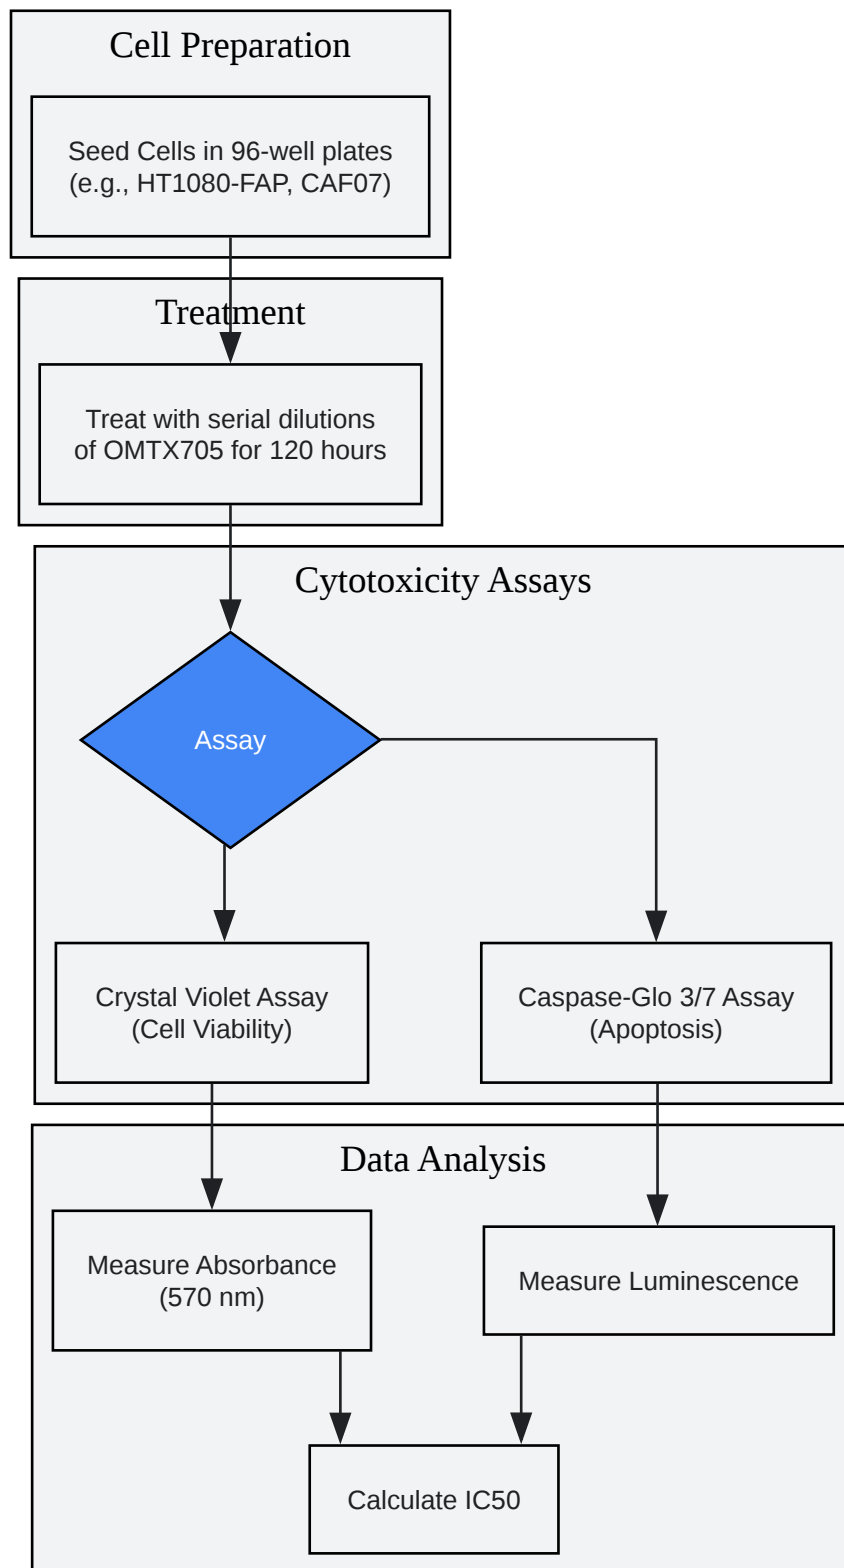 Cell Preparation
Seed Cells in 96-well plates
(e.g., HT1080-FAP, CAF07)
Treatment
Treat with serial dilutions
of OMTX705 for 120 hours
Cytotoxicity Assays
Assay
Crystal Violet Assay
(Cell Viability)
Caspase-Glo 3/7 Assay
(Apoptosis)
Data Analysis
Measure Absorbance
(570 nm)
Measure Luminescence
Calculate IC50